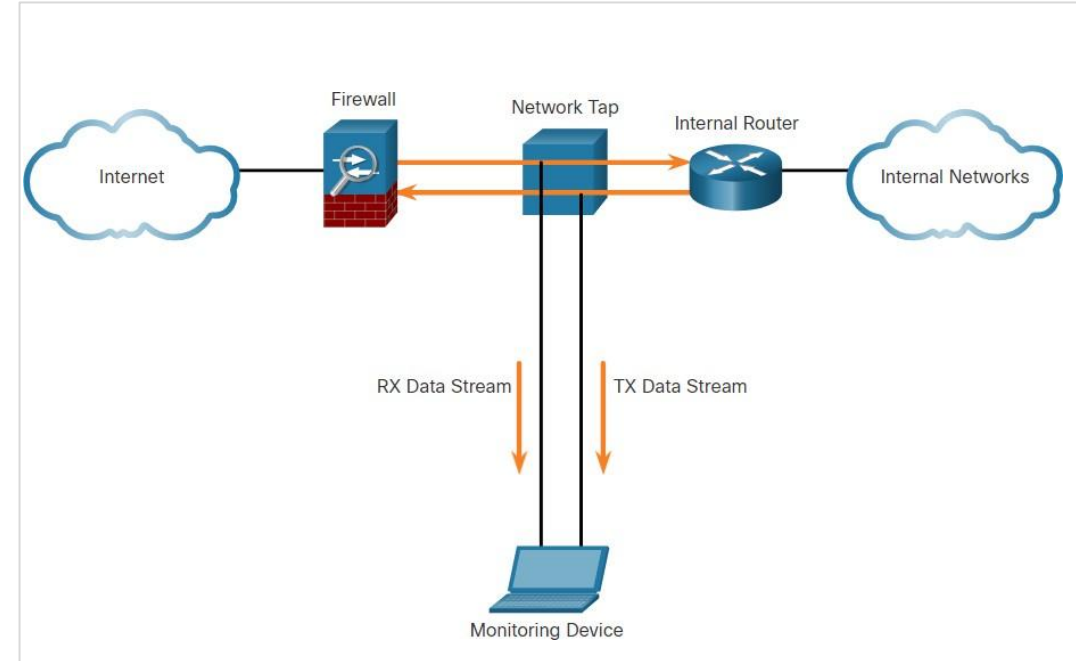 Firewall
Network Tap
Internal Router
Internet
Internal Networks
RX Data Stream
TX Data Stream
Monitoring Device